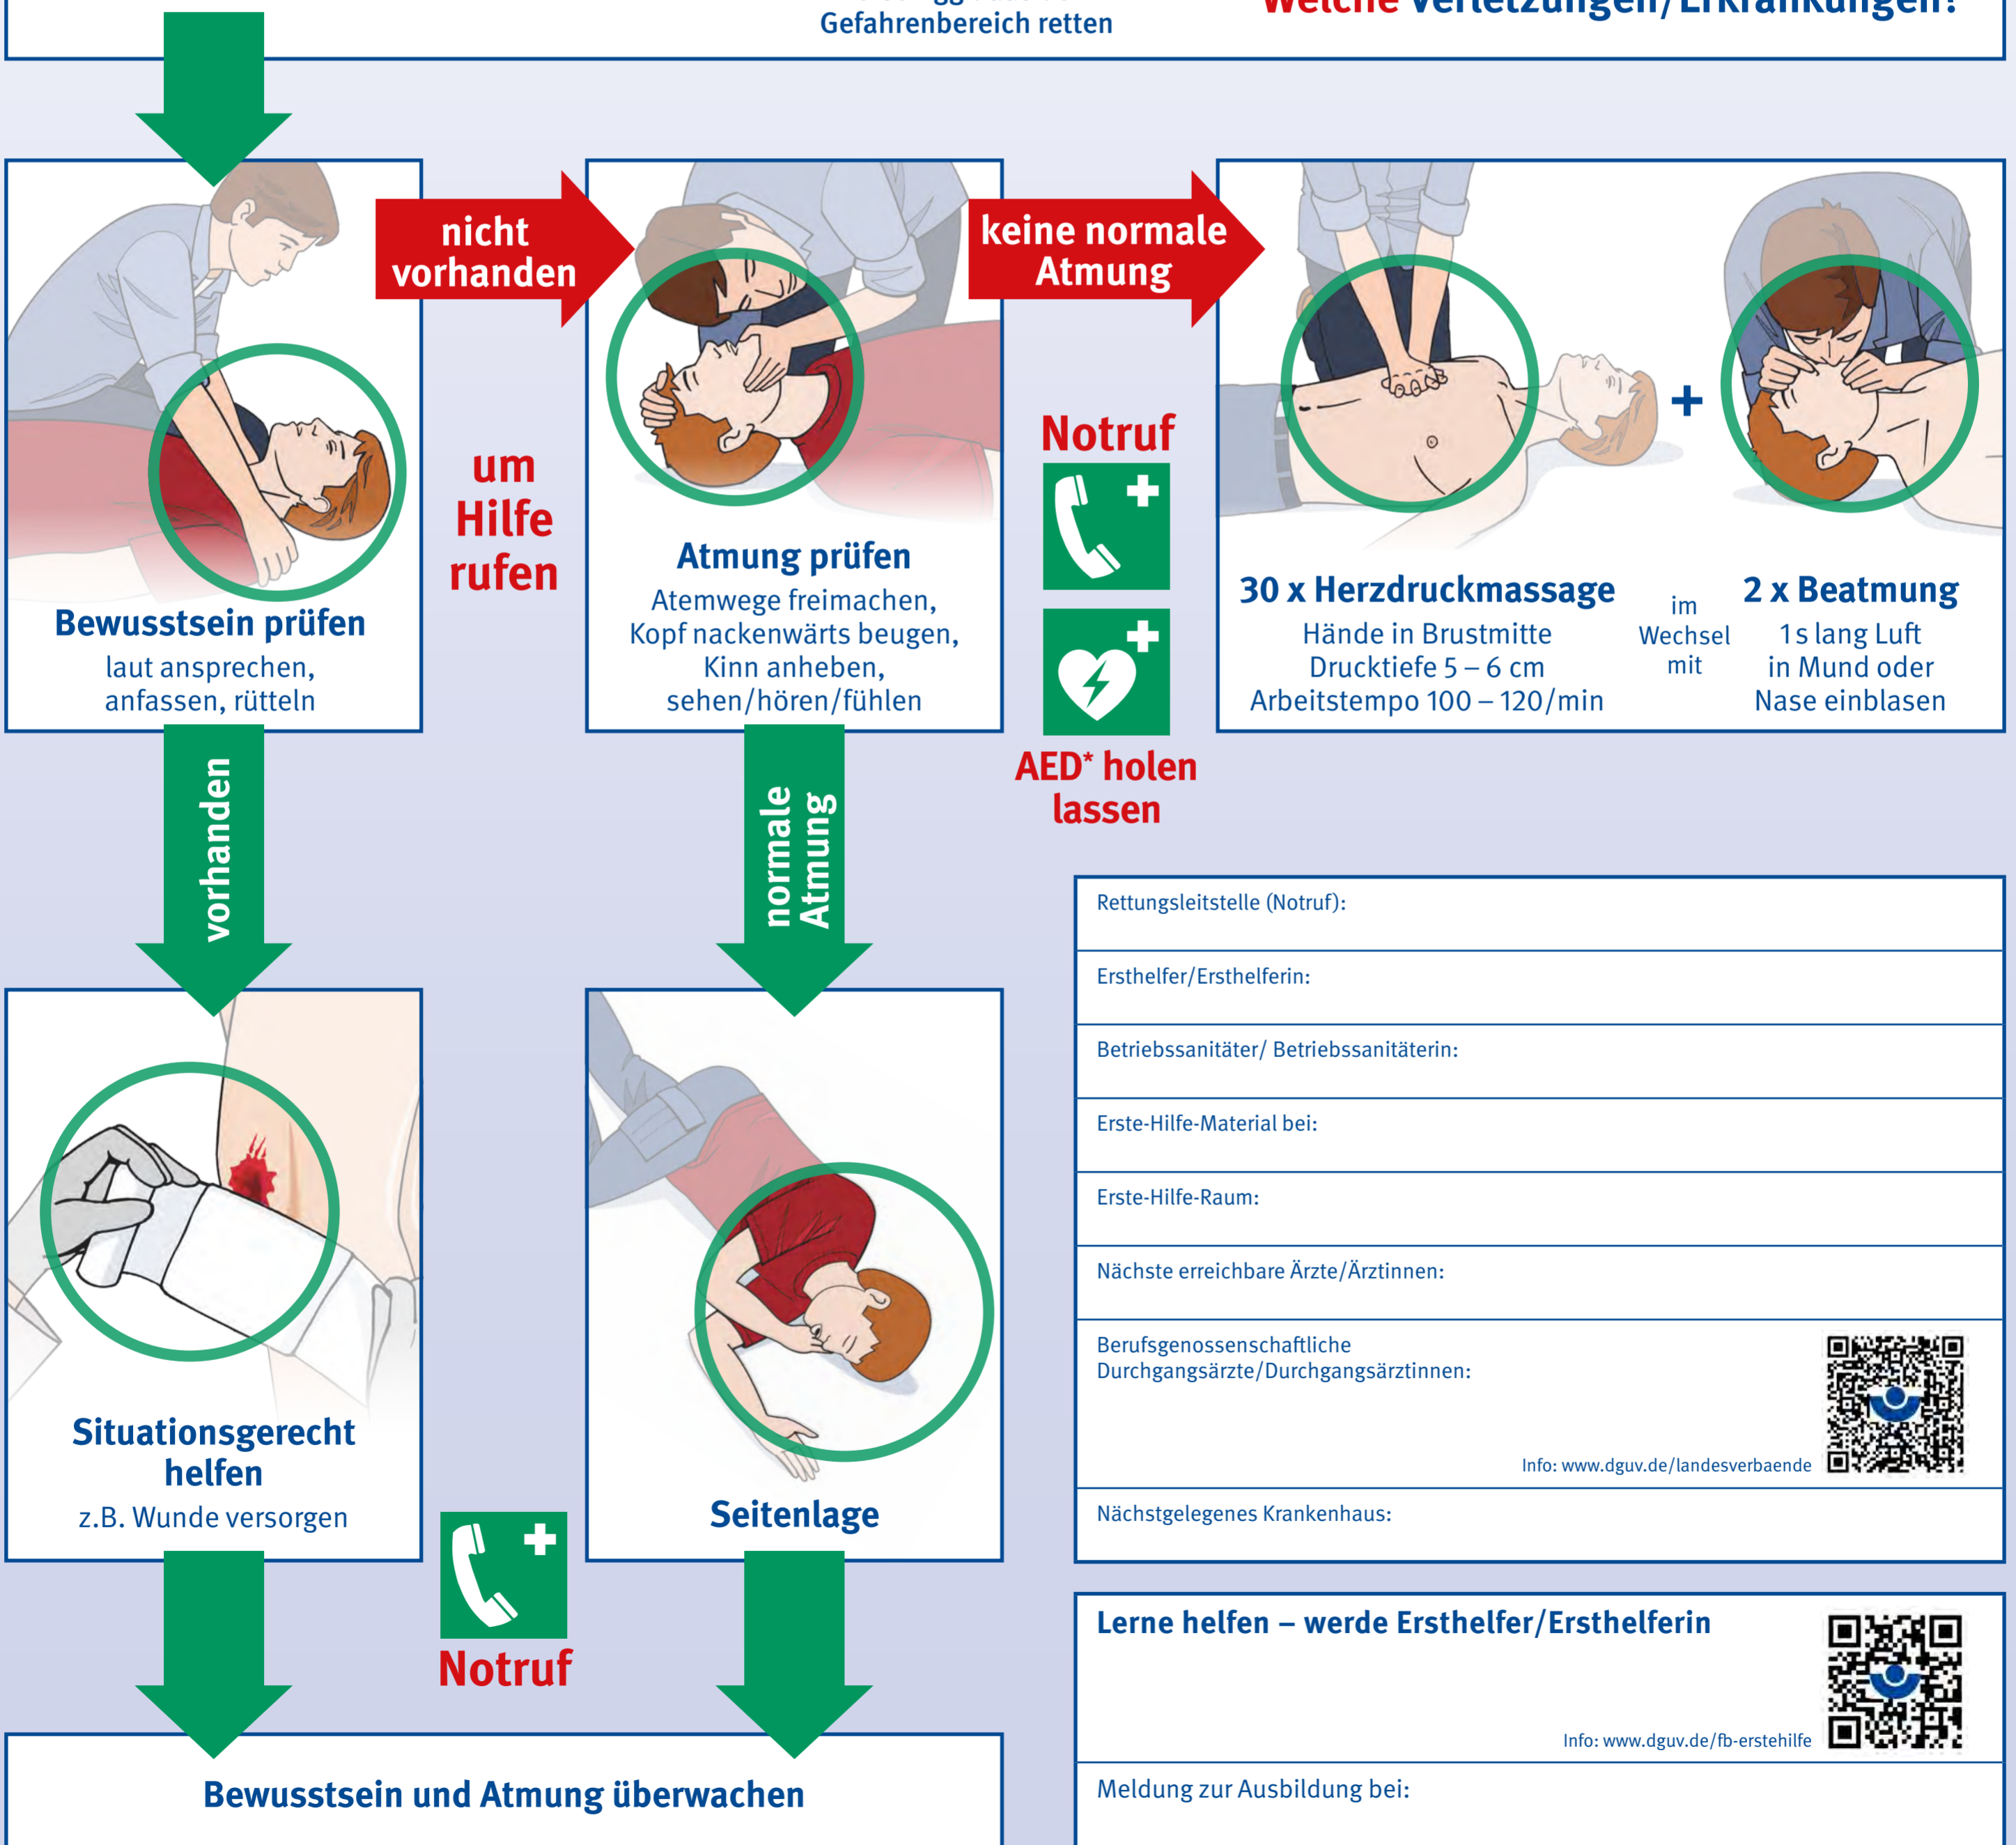 Gefahrenbereich retten
Welche Verletzungen/Erkrankungen?
nicht
vorhanden
keine normale
Atmung
um
Hilfe
rufen
Notruf
AED* holen
lassen
Bewusstsein prüfen
laut ansprechen,
anfassen, rütteln
Atmung prüfen
Atemwege freimachen,
Kopf nackenwärts beugen,
Kinn anheben,
sehen/hören/fühlen
30 x Herzdruckmassage
Hände in Brustmitte
Drucktiefe 5 – 6 cm
Arbeitstempo 100 – 120/min
+
im
Wechsel
mit
2 x Beatmung
1 s lang Luft
in Mund oder
Nase einblasen
vorhanden
normale
Atmung
Situationsgerecht
helfen
z.B. Wunde versorgen
Notruf
Seitenlage
Bewusstsein und Atmung überwachen
Rettungsleitstelle (Notruf):
Ersthelfer/Ersthelferin:
Betriebssanitäter/ Betriebssanitäterin:
Erste-Hilfe-Material bei:
Erste-Hilfe-Raum:
Nächste erreichbare Ärzte/Ärztinnen:
Berufsgenossenschaftliche
Durchgangsärzte/Durchgangsärztinnen:
Info: www.dguv.de/landesverbaende
Nächstgelegenes Krankenhaus:
Lerne helfen – werde Ersthelfer/Ersthelferin
Info: www.dguv.de/fb-erstehilfe
Meldung zur Ausbildung bei: